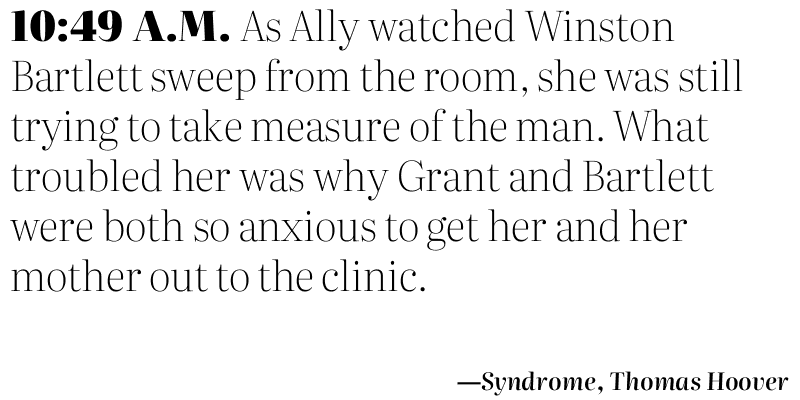 10:49 A.M. As Ally watched Winston
Bartlett sweep from the room, she was still
trying to take measure of the man. What
troubled her was why Grant and Bartlett
were both so anxious to get her and her
mother out to the clinic.
—Syndrome, Thomas Hoover